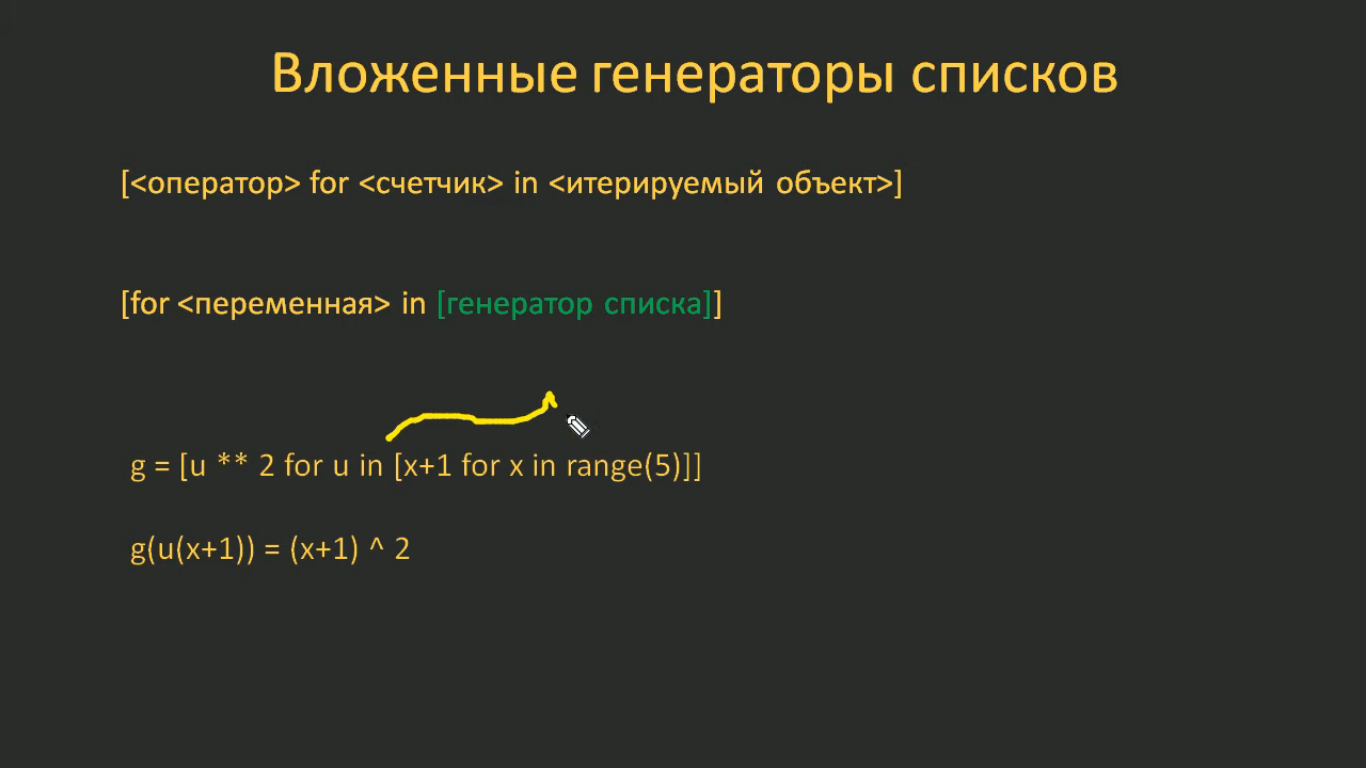 Вложенные генераторы списков
[<оператор> for <счетчик> in <итерируемый объект>]
[for <переменная> in [генератор списка]]
g = [u ** 2 for u in [x+1 for x in range(5)]]
g(u(x+1)) = (x+1) ^ 2